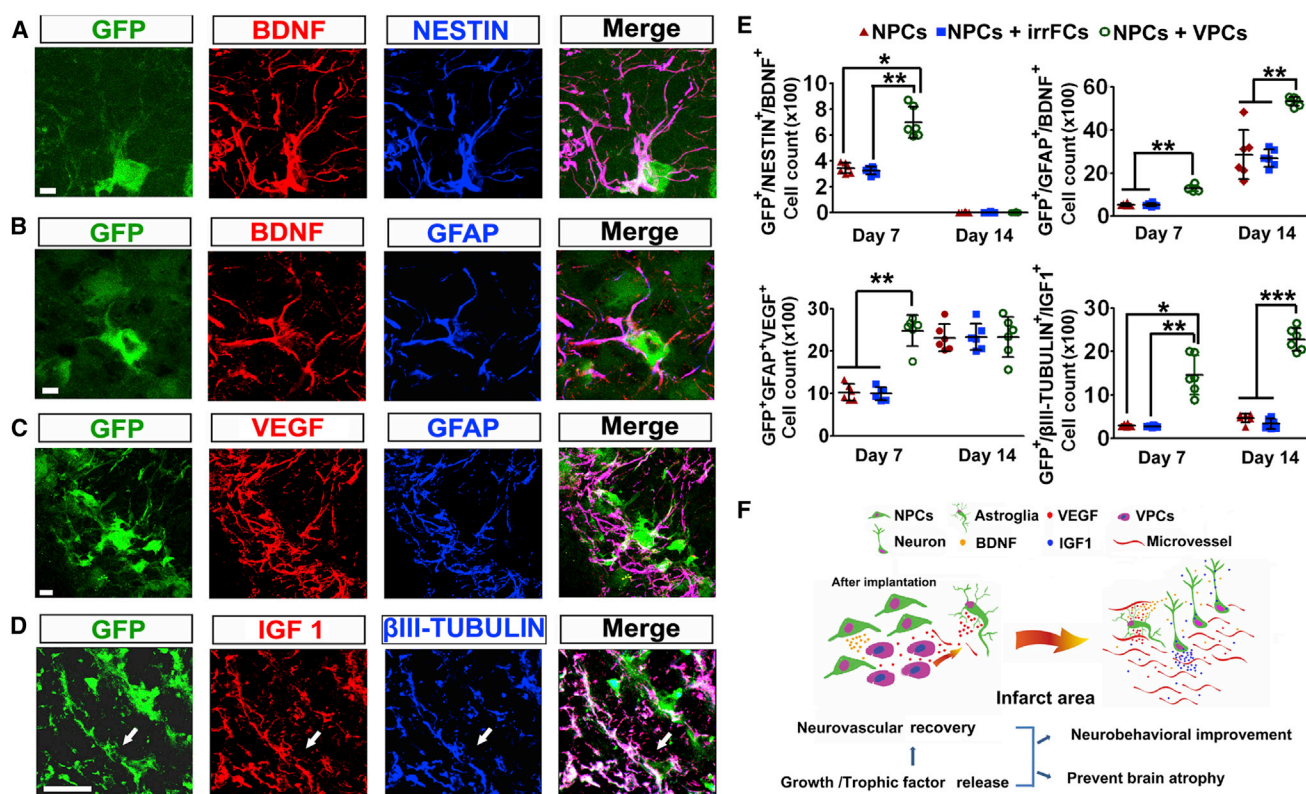 A
GFP
BDNF
NESTIN
Merge
B
GFP
BDNF
GFAP
Merge
C
GFP
VEGF
GFAP
Merge
D
GFP
IGF 1
βIII-TUBULIN
Merge
E
NPCs
NPCs + irrFCs
NPCs + VPCs
GFP+/NESTIN+/BDNF+
Cell count (x100)
10
8
6
4
2
0
*
**
Day 7
Day 14
GFP+/GFAP+/BDNF+
Cell count (x100)
60
40
20
0
**
**
Day 7
Day 14
GFP+GFAP+VEGF+
Cell count (x100)
30
20
10
0
**
Day 7
Day 14
GFP+/βIII-TUBULIN+/IGF1+
Cell count (x100)
30
20
10
0
*
**
***
Day 7
Day 14
F
NPCs
Astroglia
VEGF
VPCs
Neuron
BDNF
IGF1
Microvessel
After implantation
Infarct area
Neurovascular recovery
Growth /Trophic factor release
Neurobehavioral improvement
Prevent brain atrophy